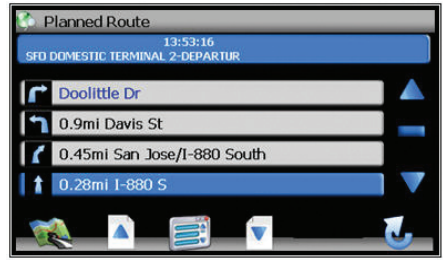 Planned Route
13:53:16
SFO DOMESTIC TERMINAL 2-DEPARTUR
Doolittle Dr
0.9mi Davis St
0.45mi San Jose/I-880 South
0.28mi I-880 S